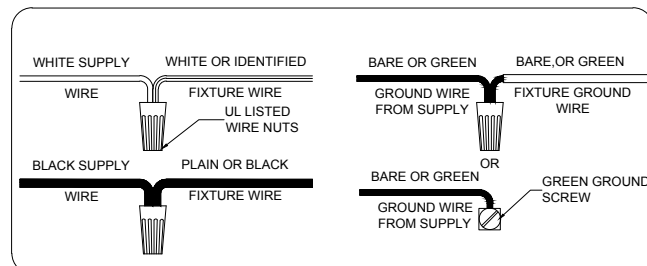 WHITE SUPPLY
WIRE
WHITE OR IDENTIFIED
FIXTURE WIRE
UL LISTED
WIRE NUTS
BLACK SUPPLY
WIRE
PLAIN OR BLACK
FIXTURE WIRE
BARE OR GREEN
GROUND WIRE
FROM SUPPLY
BARE,OR GREEN
FIXTURE GROUND
WIRE
OR
BARE OR GREEN
GROUND WIRE
FROM SUPPLY
GREEN GROUND
SCREW